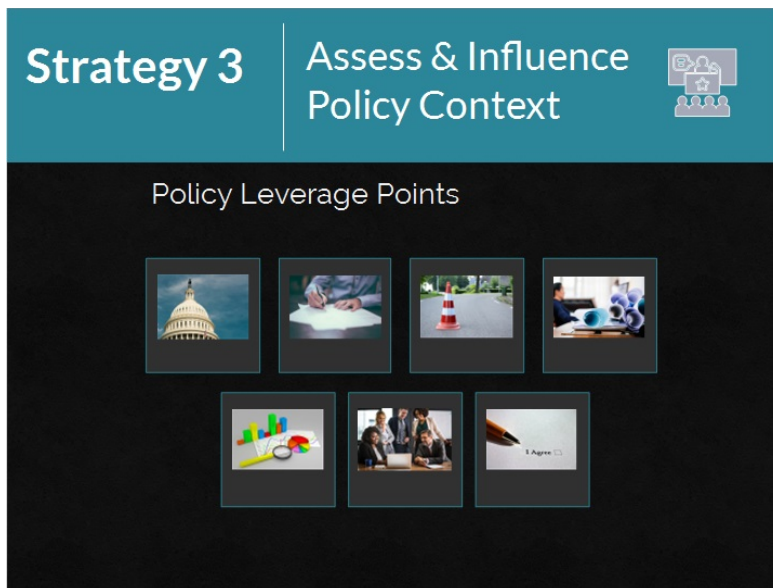 Strategy 3
Assess & Influence
Policy Context
Policy Leverage Points
I Agree